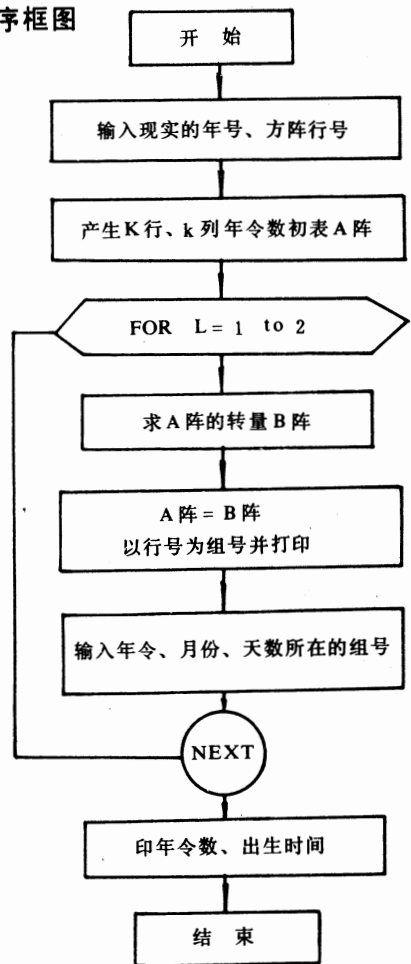 序框图
开 始
输入现实的年号、方阵行号
产生K行、k列年令数初表A阵
FOR L = 1 to 2
求A阵的转量B阵
A阵 = B阵
以行号为组号并打印
输入年令、月份、天数所在的组号
NEXT
印年令数、出生时间
结 束